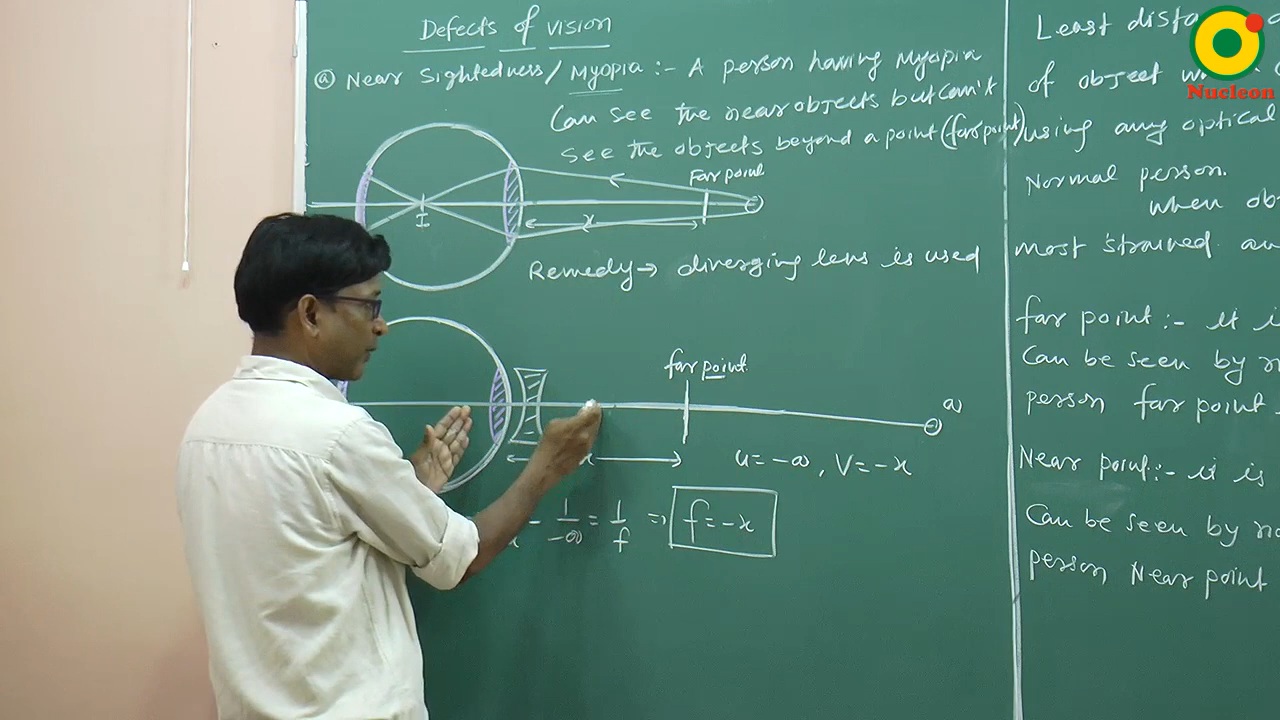 Defects of vision
(a) Near sightedness/Myopia :- A person having Myopia
can see the near objects but can't
see the objects beyond a point (far point)
Far point
I
x
Remedy → diverging lens is used
far point
∞
x
u = -∞, v = -x
- 1/-∞ = 1/f ⇒ f = -x
Least
of object
using any optical
Normal person.
when
most strained
far point :- it
Can be seen by
person far point
Near point :- it is
Can be seen by
person Near point
Nucleon